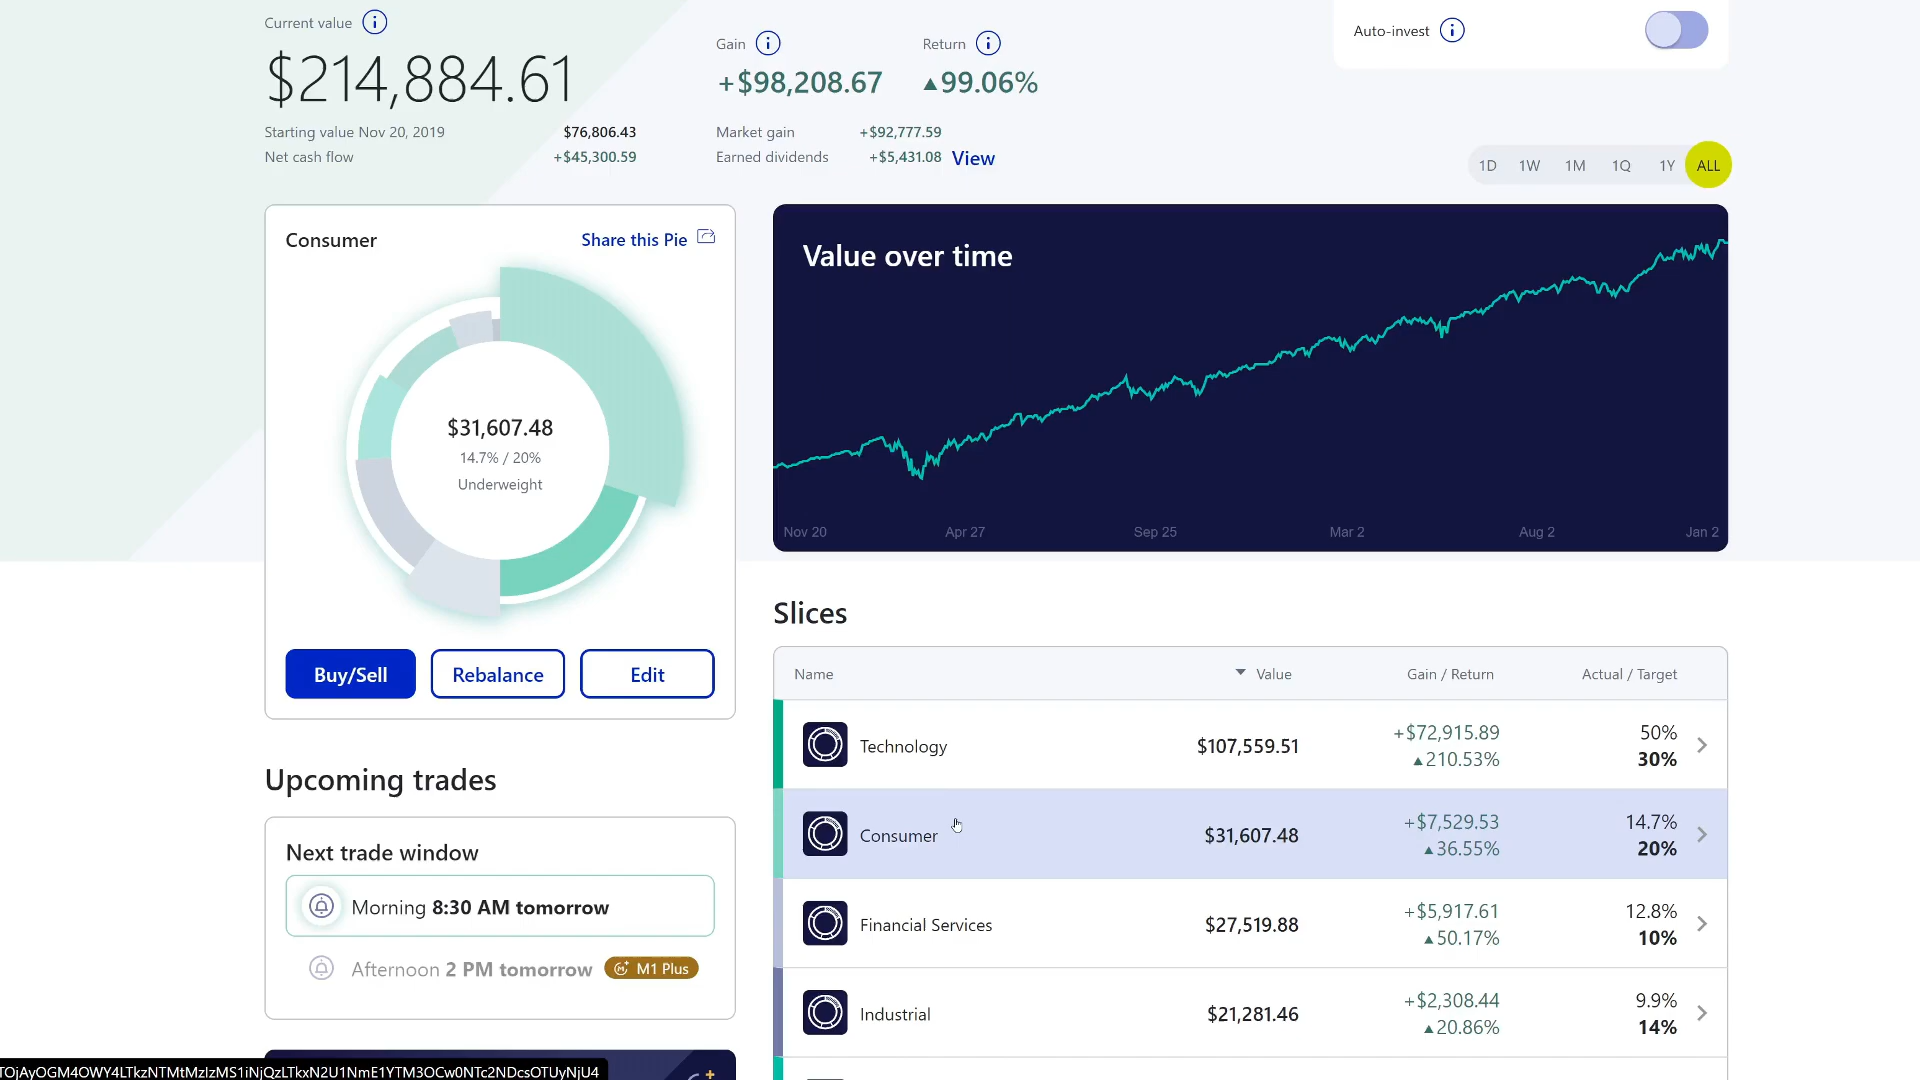 Current value
$214,884.61
Starting value Nov 20, 2019 $76,806.43
Net cash flow +$45,300.59
Gain
+$98,208.67
Return
▲99.06%
Market gain +$92,777.59
Earned dividends +$5,431.08 View
Auto-invest
1D 1W 1M 1Q 1Y ALL
Consumer
Share this Pie
$31,607.48
14.7% / 20%
Underweight
Buy/Sell Rebalance Edit
Value over time
Nov 20 Apr 27 Sep 25 Mar 2 Aug 2 Jan 2
Upcoming trades
Next trade window
Morning 8:30 AM tomorrow
Afternoon 2 PM tomorrow M1 Plus
Slices
Name Value Gain / Return Actual / Target
Technology $107,559.51 +$72,915.89 50%
▲210.53% 30%
Consumer $31,607.48 +$7,529.53 14.7%
▲36.55% 20%
Financial Services $27,519.88 +$5,917.61 12.8%
▲50.17% 10%
Industrial $21,281.46 +$2,308.44 9.9%
▲20.86% 14%